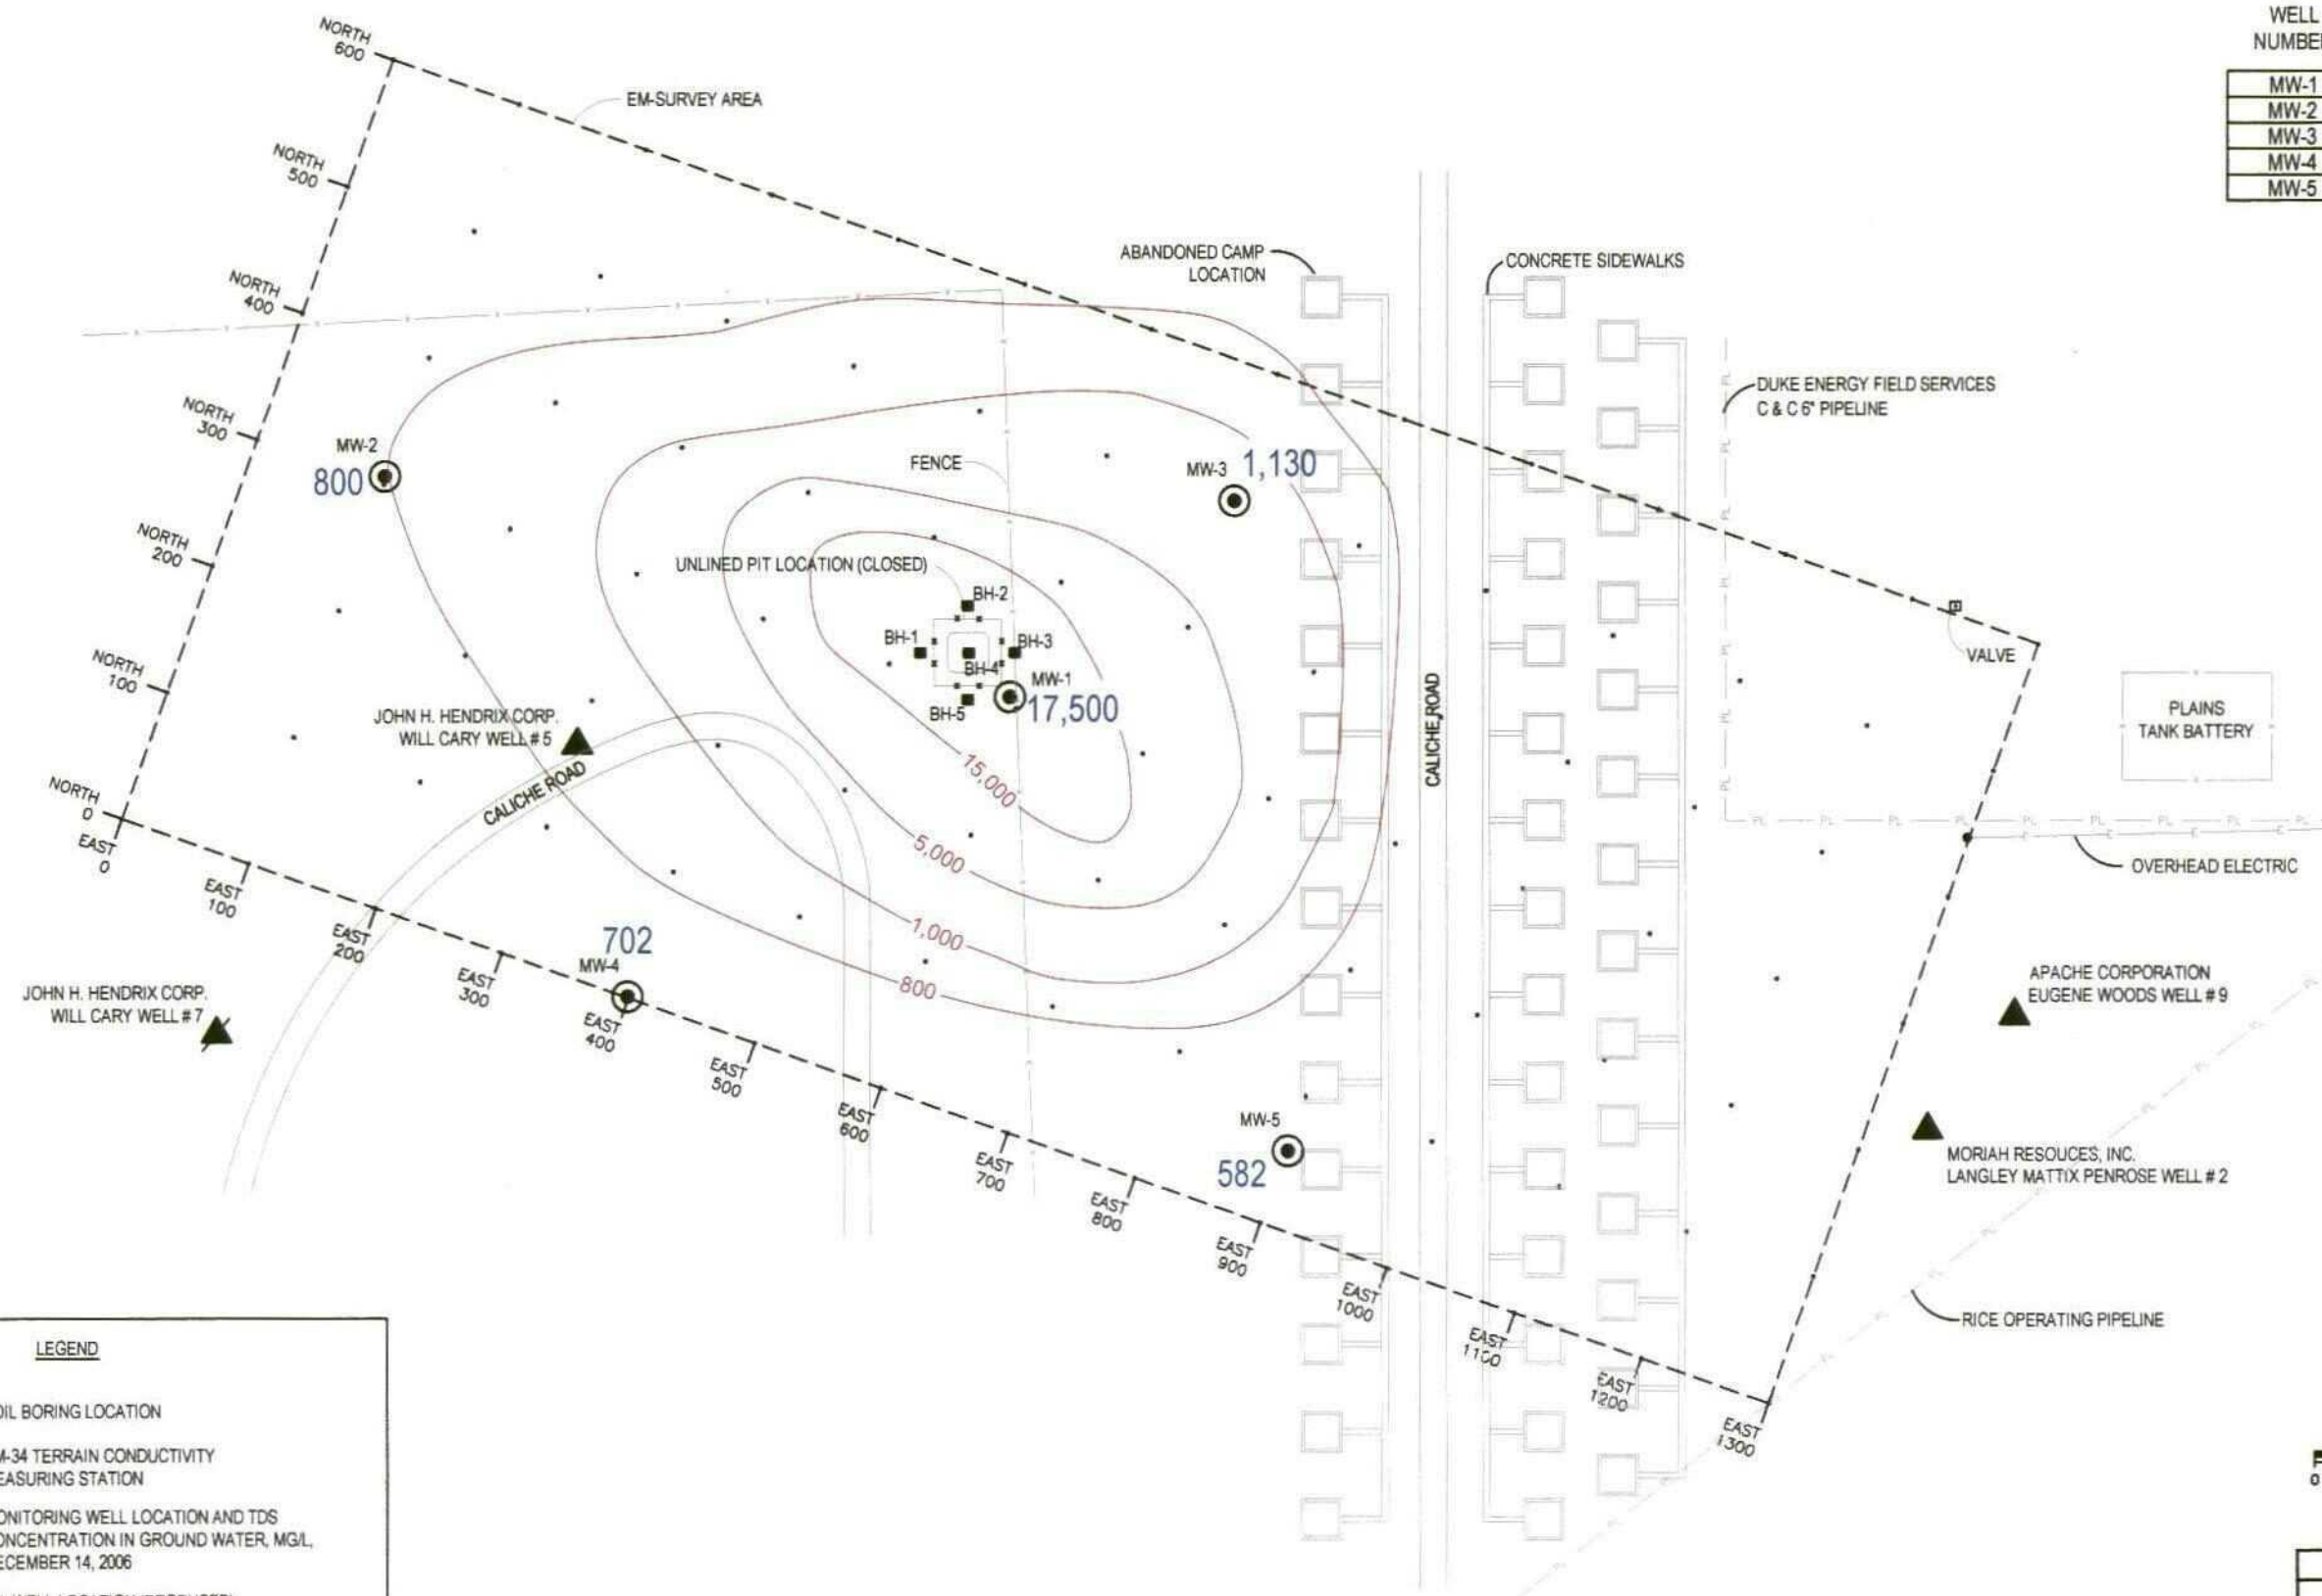 WELL
NUMBER
MW-1
MW-2
MW-3
MW-4
MW-5
NORTH
600
NORTH
500
NORTH
400
NORTH
300
NORTH
200
NORTH
100
NORTH
0
EAST
0
EAST
100
EAST
200
EAST
300
EAST
400
EAST
500
EAST
600
EAST
700
EAST
800
EAST
900
EAST
1000
EAST
1100
EAST
1200
EAST
1300
EM-SURVEY AREA
ABANDONED CAMP
LOCATION
CONCRETE SIDEWALKS
DUKE ENERGY FIELD SERVICES
C & C 6" PIPELINE
MW-2
800
FENCE
MW-3
1,130
UNLINED PIT LOCATION (CLOSED)
BH-2
BH-1
BH-3
BH-4
BH-5
MW-1
17,500
15,000
5,000
1,000
800
JOHN H. HENDRIX CORP.
WILL CARY WELL # 5
CALICHE ROAD
CALICHE ROAD
VALVE
PLAINS
TANK BATTERY
OVERHEAD ELECTRIC
702
MW-4
JOHN H. HENDRIX CORP.
WILL CARY WELL # 7
APACHE CORPORATION
EUGENE WOODS WELL # 9
MW-5
582
MORIAH RESOUCES, INC.
LANGLEY MATTIX PENROSE WELL # 2
RICE OPERATING PIPELINE
LEGEND
OIL BORING LOCATION
M-34 TERRAIN CONDUCTIVITY
EASURING STATION
ONITORING WELL LOCATION AND TDS
ONCENTRATION IN GROUND WATER, MG/L,
ECEMBER 14, 2006
0